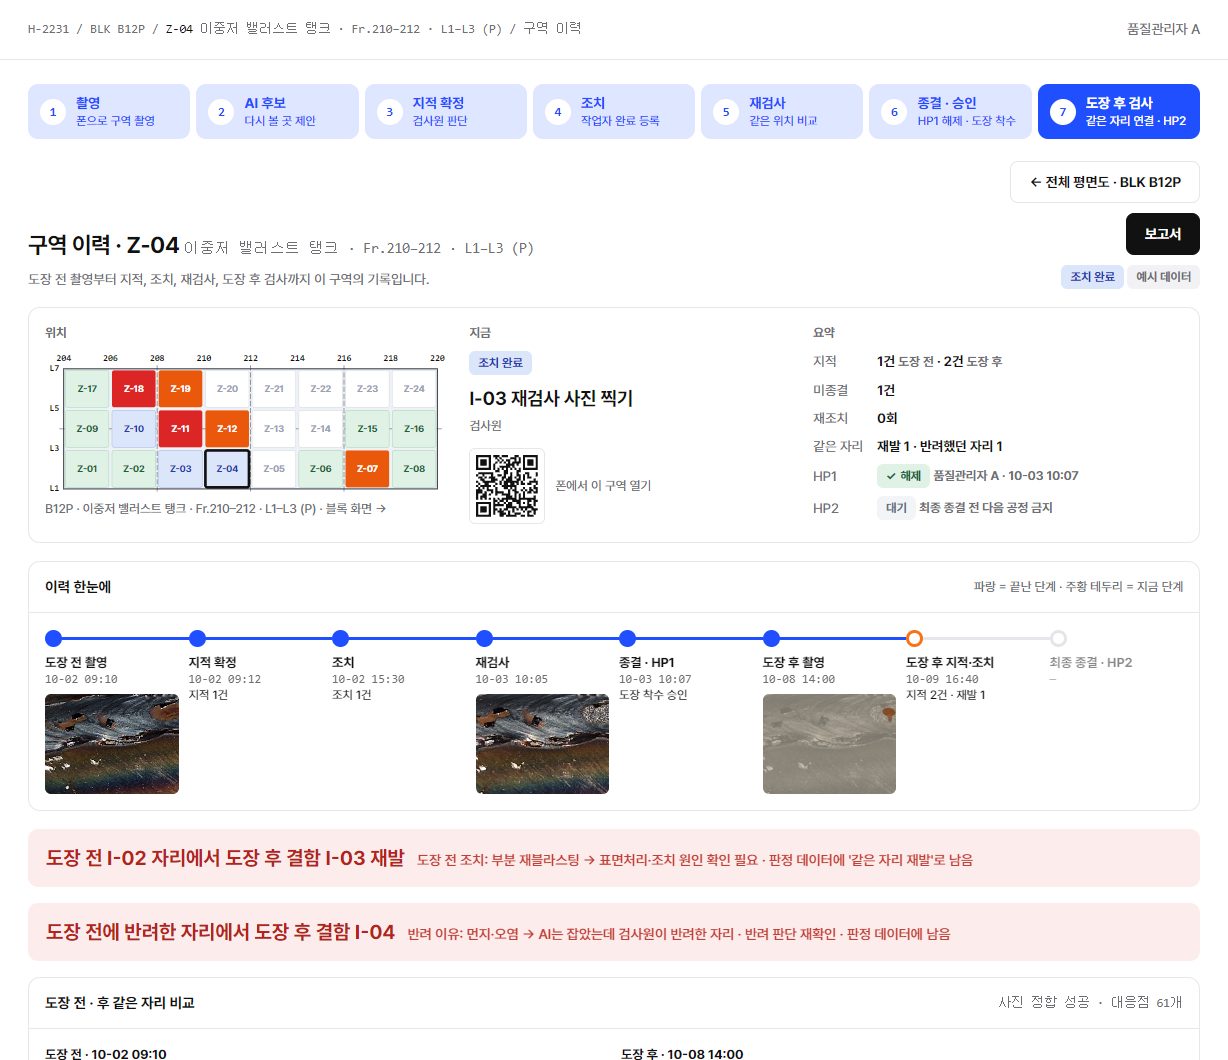 H-2231 / BLK B12P / Z-04 이중저 밸러스트 탱크 · Fr.210–212 · L1–L3 (P) / 구역 이력
품질관리자 A
1 촬영
폰으로 구역 촬영
2 AI 후보
다시 볼 곳 제안
3 지적 확정
검사원 판단
4 조치
작업자 완료 등록
5 재검사
같은 위치 비교
6 종결 · 승인
HP1 해제 · 도장 착수
7 도장 후 검사
같은 자리 연결 · HP2
← 전체 평면도 · BLK B12P
구역 이력 · Z-04 이중저 밸러스트 탱크 · Fr.210–212 · L1–L3 (P)
보고서
도장 전 촬영부터 지적, 조치, 재검사, 도장 후 검사까지 이 구역의 기록입니다.
조치 완료 예시 데이터
위치
204 206 208 210 212 214 216 218 220
L7
Z-17 Z-18 Z-19 Z-20 Z-21 Z-22 Z-23 Z-24
L5
Z-09 Z-10 Z-11 Z-12 Z-13 Z-14 Z-15 Z-16
L3
Z-01 Z-02 Z-03 Z-04 Z-05 Z-06 Z-07 Z-08
L1
B12P · 이중저 밸러스트 탱크 · Fr.210–212 · L1–L3 (P) · 블록 화면 →
지금
조치 완료
I-03 재검사 사진 찍기
검사원
폰에서 이 구역 열기
요약
지적 1건 도장 전 · 2건 도장 후
미종결 1건
재조치 0회
같은 자리 재발 1 · 반려했던 자리 1
HP1 ✓ 해제 품질관리자 A · 10-03 10:07
HP2 대기 최종 종결 전 다음 공정 금지
이력 한눈에
파랑 = 끝난 단계 · 주황 테두리 = 지금 단계
도장 전 촬영
10-02 09:10
지적 확정
10-02 09:12
지적 1건
조치
10-02 15:30
조치 1건
재검사
10-03 10:05
종결 · HP1
10-03 10:07
도장 착수 승인
도장 후 촬영
10-08 14:00
도장 후 지적·조치
10-09 16:40
지적 2건 · 재발 1
최종 종결 · HP2
—
도장 전 I-02 자리에서 도장 후 결함 I-03 재발 도장 전 조치: 부분 재블라스팅 → 표면처리·조치 원인 확인 필요 · 판정 데이터에 '같은 자리 재발'로 남음
도장 전에 반려한 자리에서 도장 후 결함 I-04 반려 이유: 먼지·오염 → AI는 잡았는데 검사원이 반려한 자리 · 반려 판단 재확인 · 판정 데이터에 남음
도장 전 · 후 같은 자리 비교
사진 정합 성공 · 대응점 61개
도장 전 · 10-02 09:10
도장 후 · 10-08 14:00